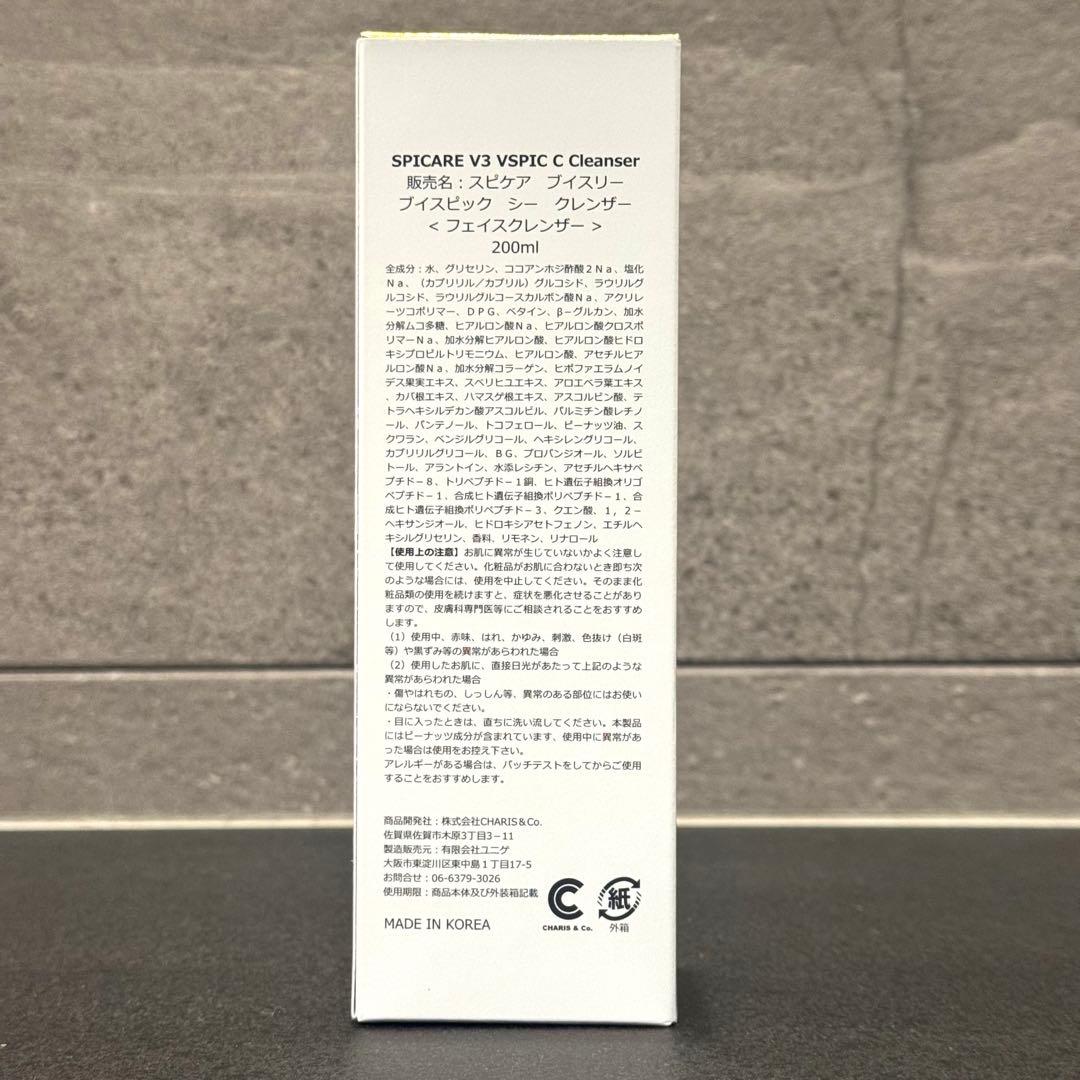 SPICARE V3 VSPIC C Cleanser
販売名：スピケア　ブイスリー
ブイスピック　シー　クレンザー
＜ フェイスクレンザー ＞
200ml
全成分：水、グリセリン、ココアンホジ酢酸２Ｎａ、塩化
Ｎａ、（カプリリル／カプリル）グルコシド、ラウリルグ
ルコシド、ラウリルグルコースカルボン酸Ｎａ、アクリレ
ーツコポリマー、ＤＰＧ、ベタイン、β－グルカン、加水
分解ムコ多糖、ヒアルロン酸Ｎａ、ヒアルロン酸クロスポ
リマーＮａ、加水分解ヒアルロン酸、ヒアルロン酸ヒドロ
キシプロピルトリモニウム、ヒアルロン酸、アセチルヒア
ルロン酸Ｎａ、加水分解コラーゲン、ヒポファエラムノイ
デス果実エキス、スベリヒユエキス、アロエベラ葉エキス
、カバ根エキス、ハマスゲ根エキス、アスコルビン酸、テ
トラヘキシルデカン酸アスコルビル、パルミチン酸レチノ
ール、パンテノール、トコフェロール、ピーナッツ油、ス
クワラン、ベンジルグリコール、ヘキシレングリコール、
カプリリルグリコール、ＢＧ、プロパンジオール、ソルビ
トール、アラントイン、水添レシチン、アセチルヘキサペ
プチド－８、トリペプチド－１銅、ヒト遺伝子組換オリゴ
ペプチド－１、合成ヒト遺伝子組換ポリペプチド－１、合
成ヒト遺伝子組換ポリペプチド－３、クエン酸、１，２－
ヘキサンジオール、ヒドロキシアセトフェノン、エチルヘ
キシルグリセリン、香料、リモネン、リナロール
【使用上の注意】お肌に異常が生じていないかよく注意し
て使用してください。化粧品がお肌に合わないとき即ち次
のような場合には、使用を中止してください。そのまま化
粧品類の使用を続けますと、症状を悪化させることがあり
ますので、皮膚科専門医等にご相談されることをおすすめ
します。
（1）使用中、赤味、はれ、かゆみ、刺激、色抜け（白斑
等）や黒ずみ等の異常があらわれた場合
（2）使用したお肌に、直接日光があたって上記のような
異常があらわれた場合
・傷やはれもの、しっしん等、異常のある部位にはお使い
にならないでください。
・目に入ったときは、直ちに洗い流してください。本製品
にはピーナッツ成分が含まれています、使用中に異常があ
った場合は使用をお控え下さい。
アレルギーがある場合は、パッチテストをしてからご使用
することをおすすめします。
商品開発社：株式会社CHARIS＆Co.
佐賀県佐賀市木原3丁目3－11
製造販売元：有限会社ユニゲ
大阪市東淀川区東中島１丁目17-5
お問合せ：06-6379-3026
使用期限：商品本体及び外装箱記載
MADE IN KOREA
CHARIS & Co.
紙
外箱